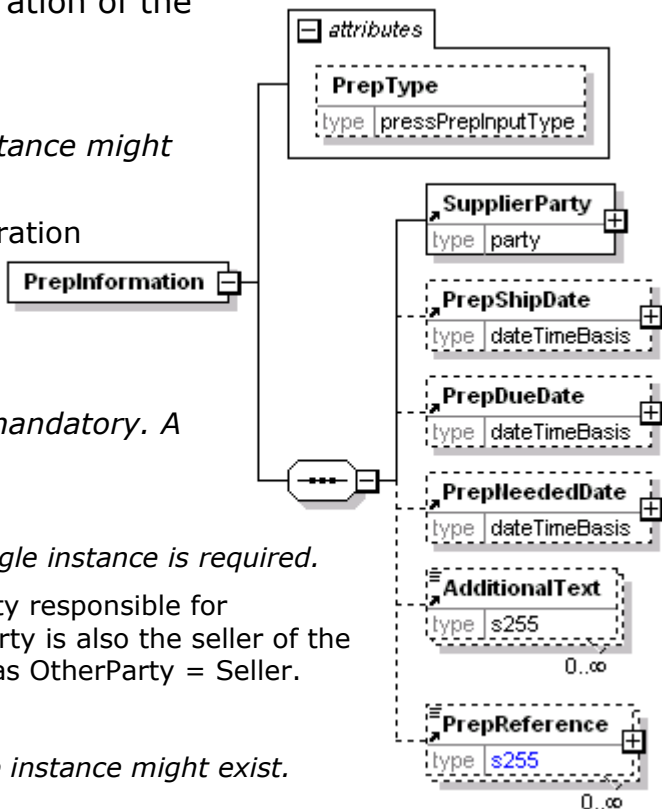 ration of the
attributes
PrepType
type pressPrepInputType
tance might
SupplierParty
type party
ration
PrepInformation
PrepShipDate
type dateTimeBasis
PrepDueDate
type dateTimeBasis
mandatory. A
PrepNeededDate
type dateTimeBasis
gle instance is required.
AdditionalText
type s255
0..∞
ty responsible for
arty is also the seller of the
as OtherParty = Seller.
PrepReference
type s255
0..∞
e instance might exist.